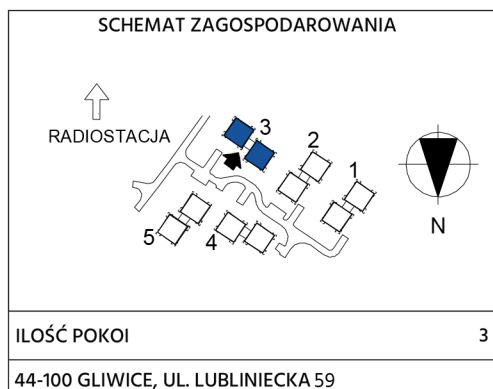 SCHEMAT ZAGOSPODAROWANIA
RADIOSTACJA
3
2
1
5
4
N
ILOŚĆ POKOI 3
44-100 GLIWICE, UL. LUBLINIECKA 59